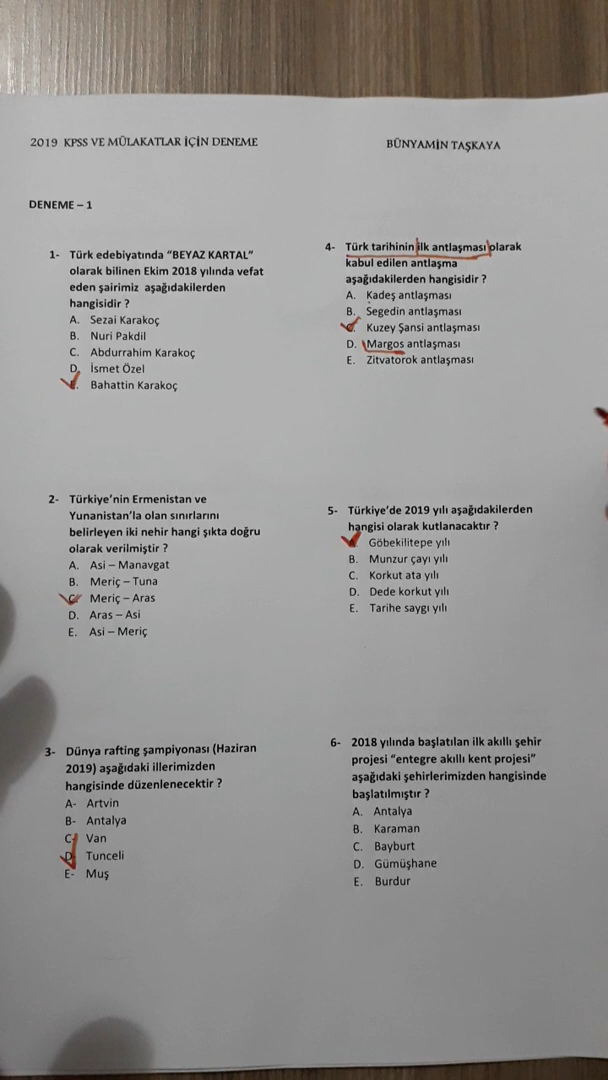 2019 KPSS VE MÜLAKATLAR İÇİN DENEME
BÜNYAMİN TAŞKAYA
DENEME – 1
1- Türk edebiyatında “BEYAZ KARTAL”
olarak bilinen Ekim 2018 yılında vefat
eden şairimiz aşağıdakilerden
hangisidir ?
A. Sezai Karakoç
B. Nuri Pakdil
C. Abdurrahim Karakoç
D. İsmet Özel
E. Bahattin Karakoç
2- Türkiye’nin Ermenistan ve
Yunanistan’la olan sınırlarını
belirleyen iki nehir hangi şıkta doğru
olarak verilmiştir ?
A. Asi – Manavgat
B. Meriç – Tuna
C. Meriç – Aras
D. Aras – Asi
E. Asi – Meriç
3- Dünya rafting şampiyonası (Haziran
2019) aşağıdaki illerimizden
hangisinde düzenlenecektir ?
A- Artvin
B- Antalya
C- Van
D- Tunceli
E- Muş
4- Türk tarihinin ilk antlaşması olarak
kabul edilen antlaşma
aşağıdakilerden hangisidir ?
A. Kadeş antlaşması
B. Segedin antlaşması
C. Kuzey Şansi antlaşması
D. Margos antlaşması
E. Zitvatorok antlaşması
5- Türkiye’de 2019 yılı aşağıdakilerden
hangisi olarak kutlanacaktır ?
A. Göbekilitepe yılı
B. Munzur çayı yılı
C. Korkut ata yılı
D. Dede korkut yılı
E. Tarihe saygı yılı
6- 2018 yılında başlatılan ilk akıllı şehir
projesi “entegre akıllı kent projesi”
aşağıdaki şehirlerimizden hangisinde
başlatılmıştır ?
A. Antalya
B. Karaman
C. Bayburt
D. Gümüşhane
E. Burdur